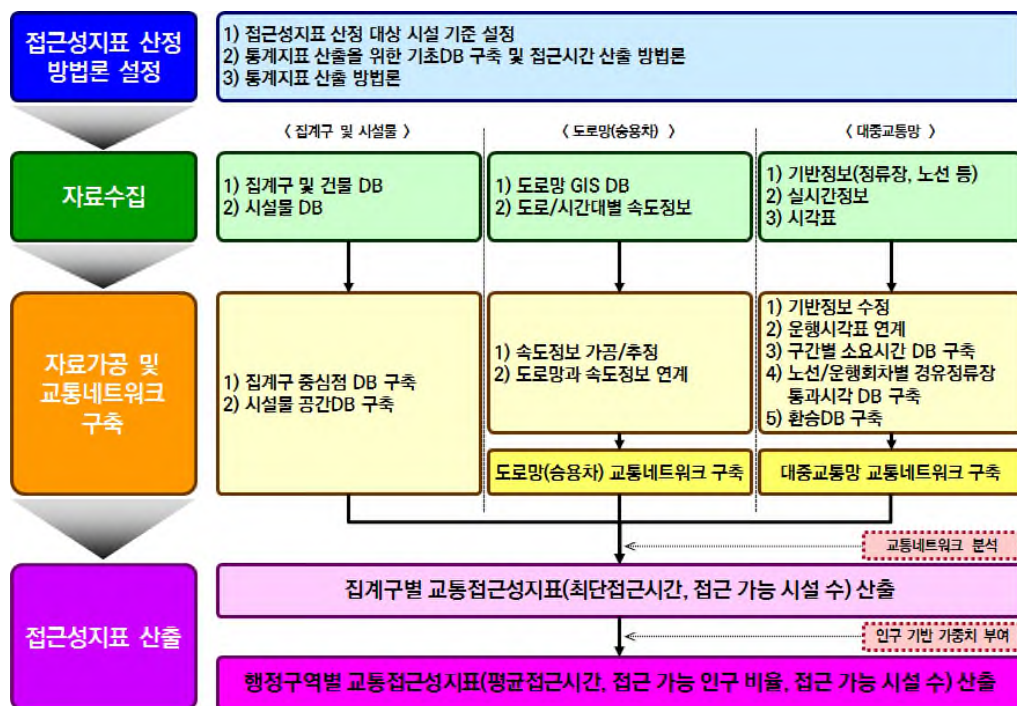 접근성지표 산정
방법론 설정
1) 접근성지표 산정 대상 시설 기준 설정
2) 통계지표 산출을 위한 기초DB 구축 및 접근시간 산출 방법론
3) 통계지표 산출 방법론
< 집계구 및 시설물 >
< 도로망(승용차) >
< 대중교통망 >
자료수집
1) 집계구 및 건물 DB
2) 시설물 DB
1) 도로망 GIS DB
2) 도로/시간대별 속도정보
1) 기반정보(정류장, 노선 등)
2) 실시간정보
3) 시각표
자료가공 및
교통네트워크
구축
1) 집계구 중심점 DB 구축
2) 시설물 공간DB 구축
1) 속도정보 가공/추정
2) 도로망과 속도정보 연계
1) 기반정보 수정
2) 운행시각표 연계
3) 구간별 소요시간 DB 구축
4) 노선/운행회차별 경유정류장
통과시각 DB 구축
5) 환승DB 구축
도로망(승용차) 교통네트워크 구축
대중교통망 교통네트워크 구축
교통네트워크 분석
접근성지표 산출
집계구별 교통접근성지표(최단접근시간, 접근 가능 시설 수) 산출
인구 기반 가중치 부여
행정구역별 교통접근성지표(평균접근시간, 접근 가능 인구 비율, 접근 가능 시설 수) 산출